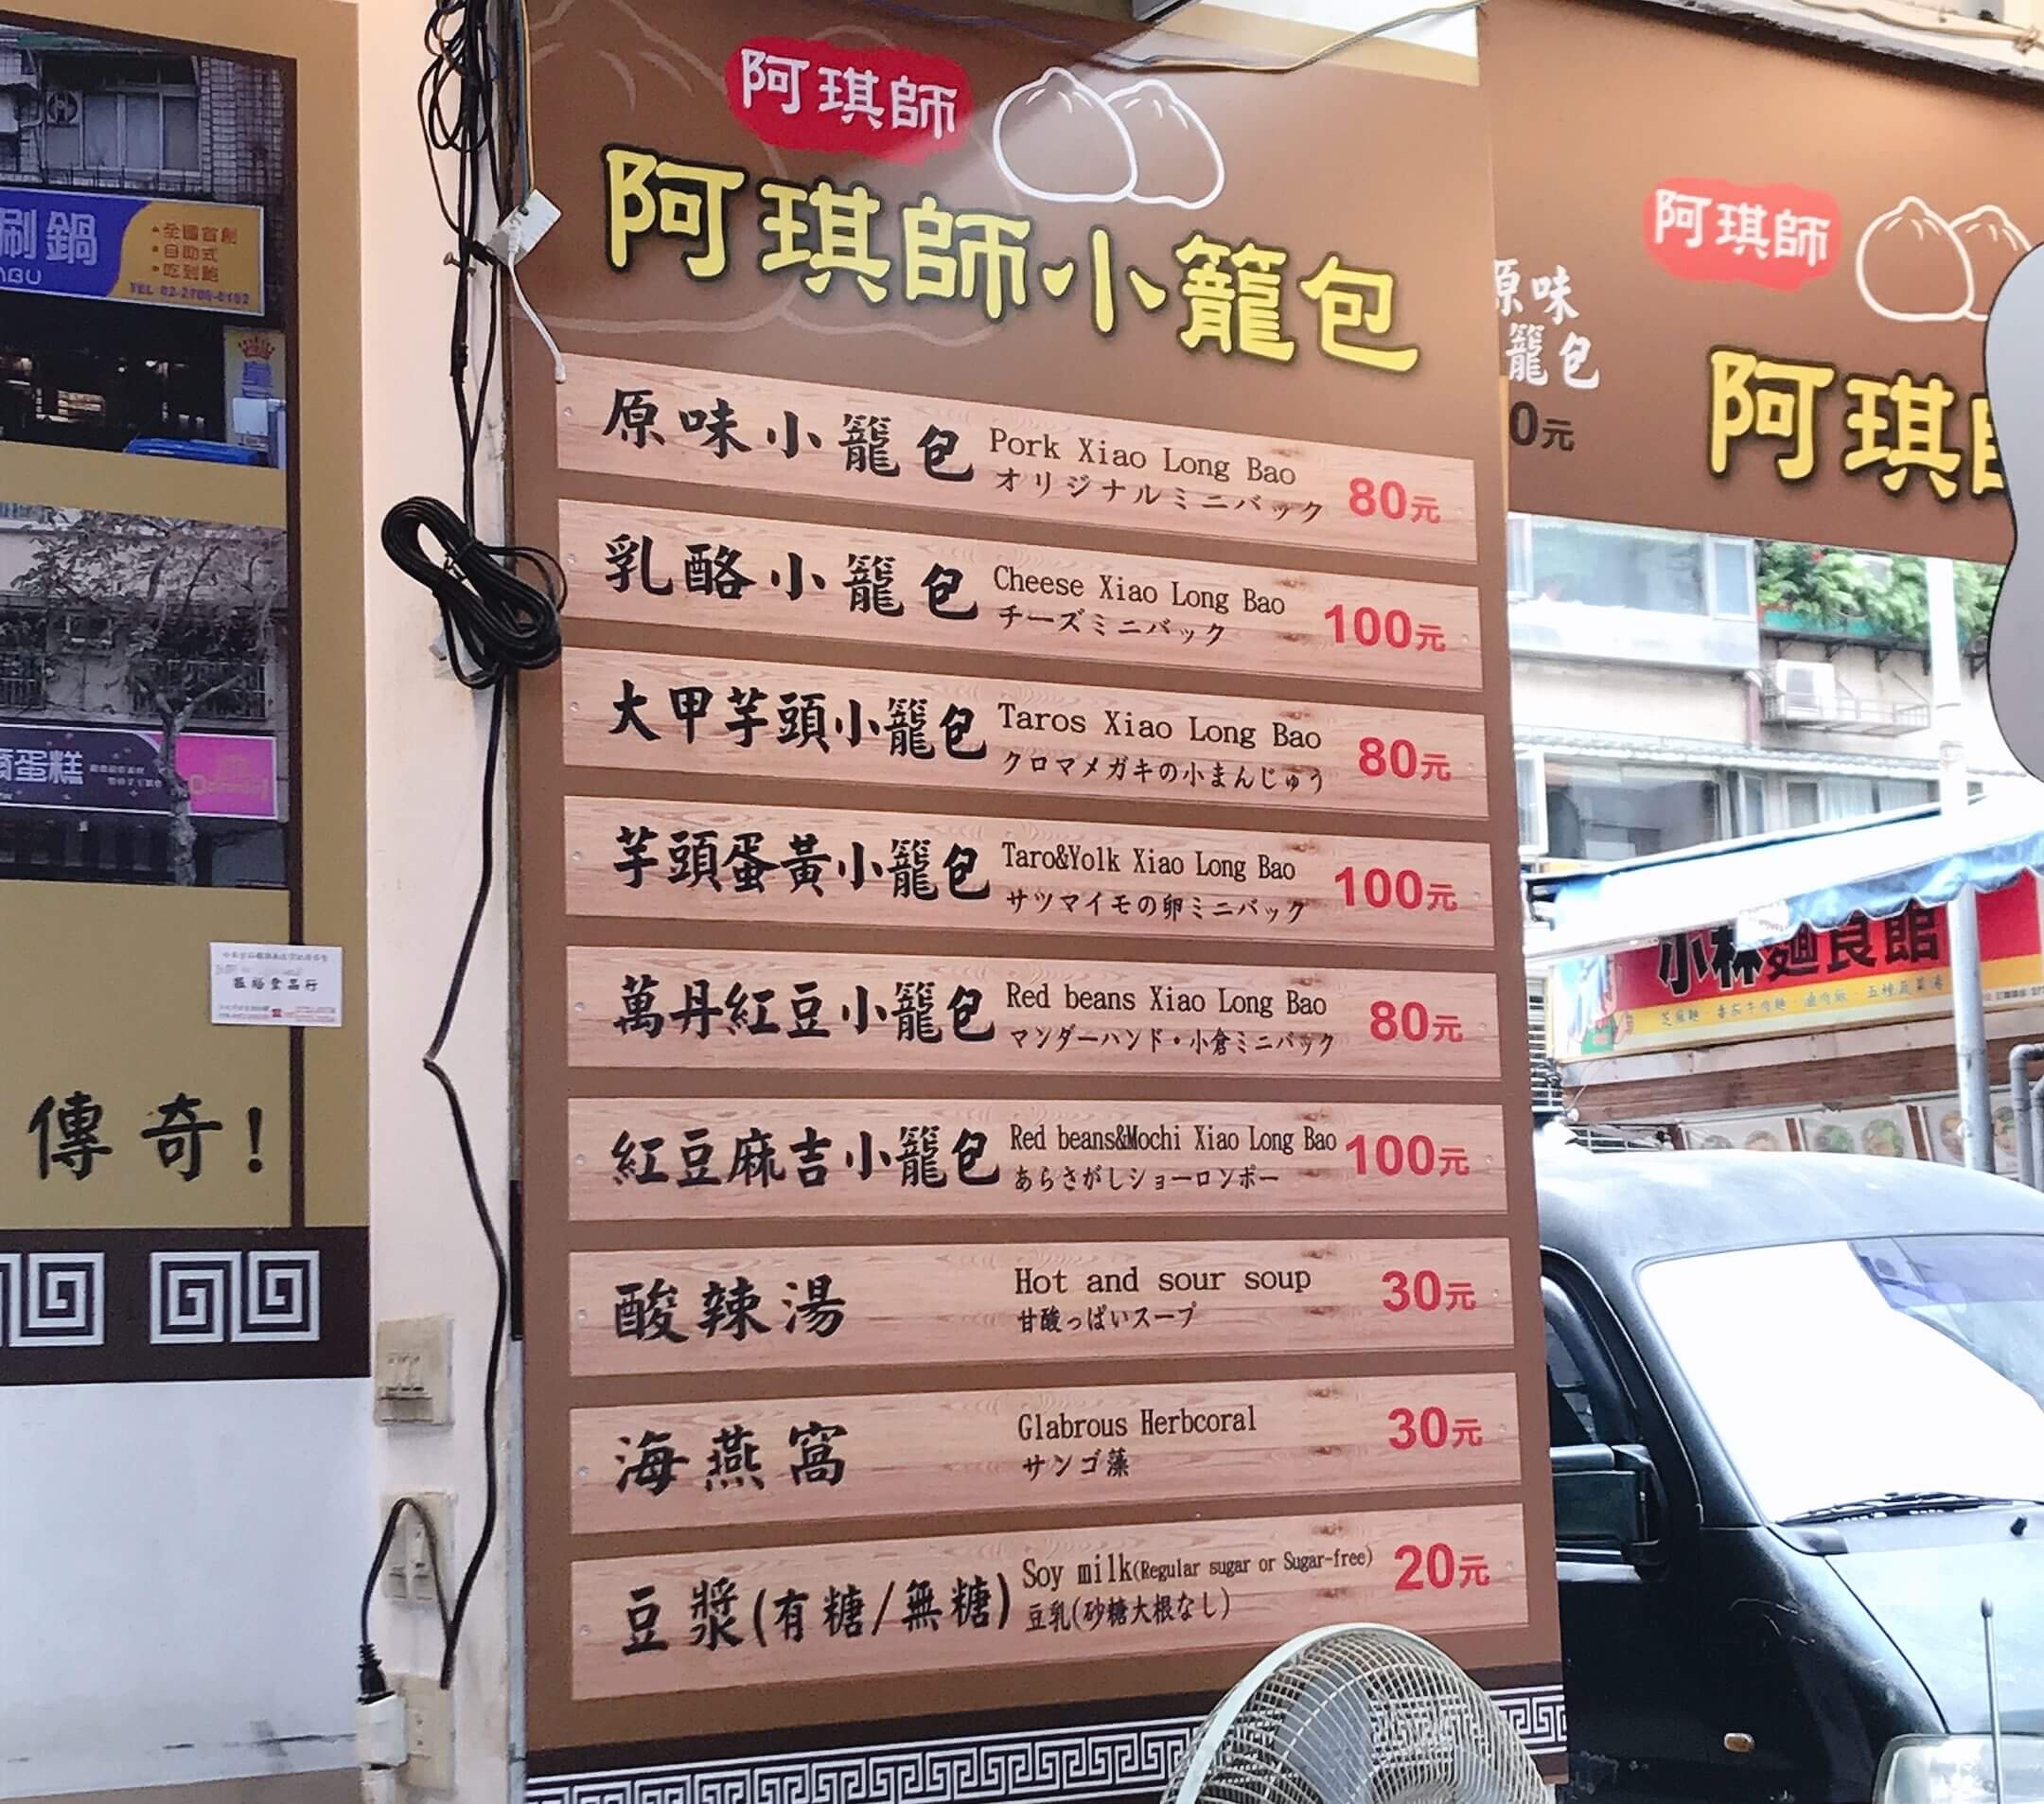 阿琪師
阿琪師小籠包
原味小籠包 Pork Xiao Long Bao
オリジナルミニバック
80元
乳酪小籠包 Cheese Xiao Long Bao
チーズミニバック
100元
大甲芋頭小籠包 Taros Xiao Long Bao
クロマメガキの小まんじゅう
80元
芋頭蛋黃小籠包 Taro&Yolk Xiao Long Bao
サツマイモの卵ミニバック
100元
萬丹紅豆小籠包 Red beans Xiao Long Bao
マンダーハンド・小倉ミニバック
80元
紅豆麻吉小籠包 Red beans&Mochi Xiao Long Bao
あらさがしショーロンポー
100元
酸辣湯 Hot and sour soup
甘酸っぱいスープ
30元
海燕窩 Glabrous Herbcoral
サンゴ藻
30元
豆漿(有糖/無糖) Soy milk(Regular sugar or Sugar-free)
豆乳(砂糖大根なし)
20元
阿琪師
原味
籠包
0元
阿琪
小林麵食館
刷鍋
全國首創
自助式
吃到飽
蛋糕
傳奇!